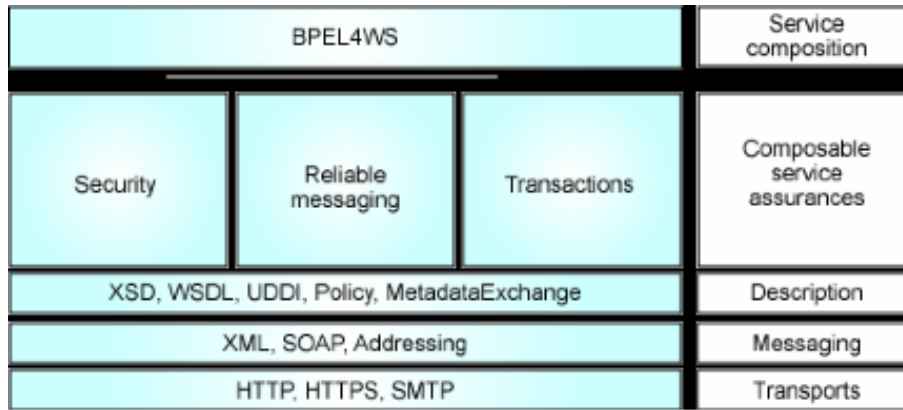 BPEL4WS
Service
composition
Security
Reliable
messaging
Transactions
Composable
service
assurances
XSD, WSDL, UDDI, Policy, MetadataExchange
Description
XML, SOAP, Addressing
Messaging
HTTP, HTTPS, SMTP
Transports